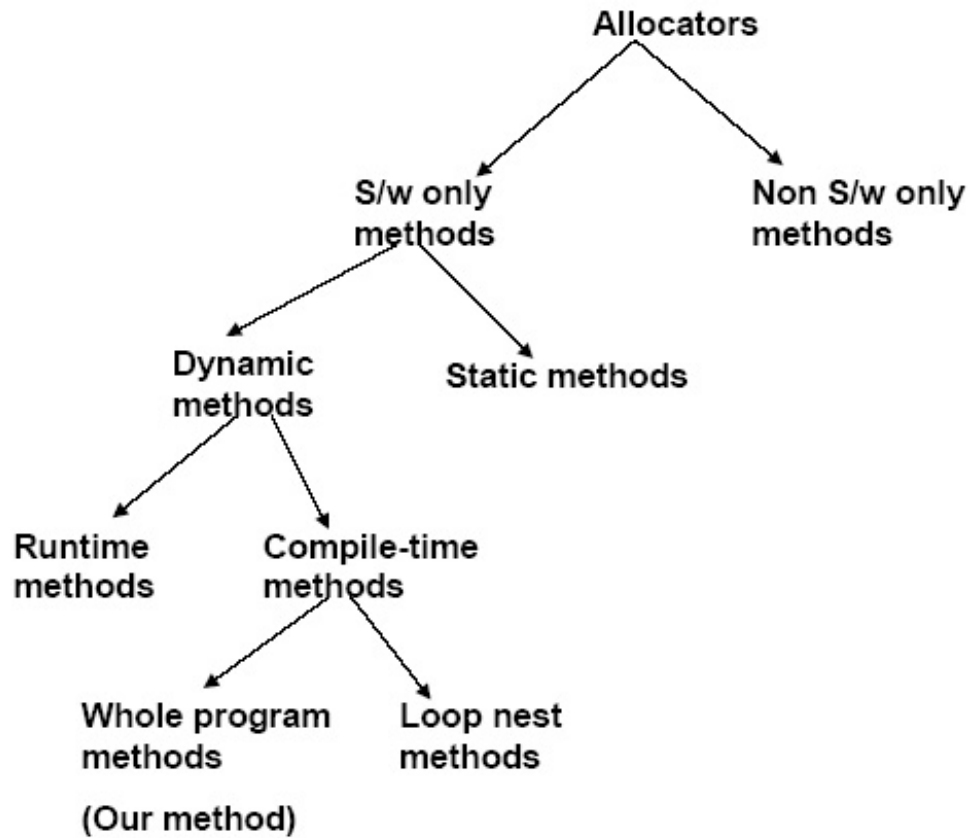 Allocators
S/w only
methods
Non S/w only
methods
Dynamic
methods
Static methods
Runtime
methods
Compile-time
methods
Whole program
methods
(Our method)
Loop nest
methods